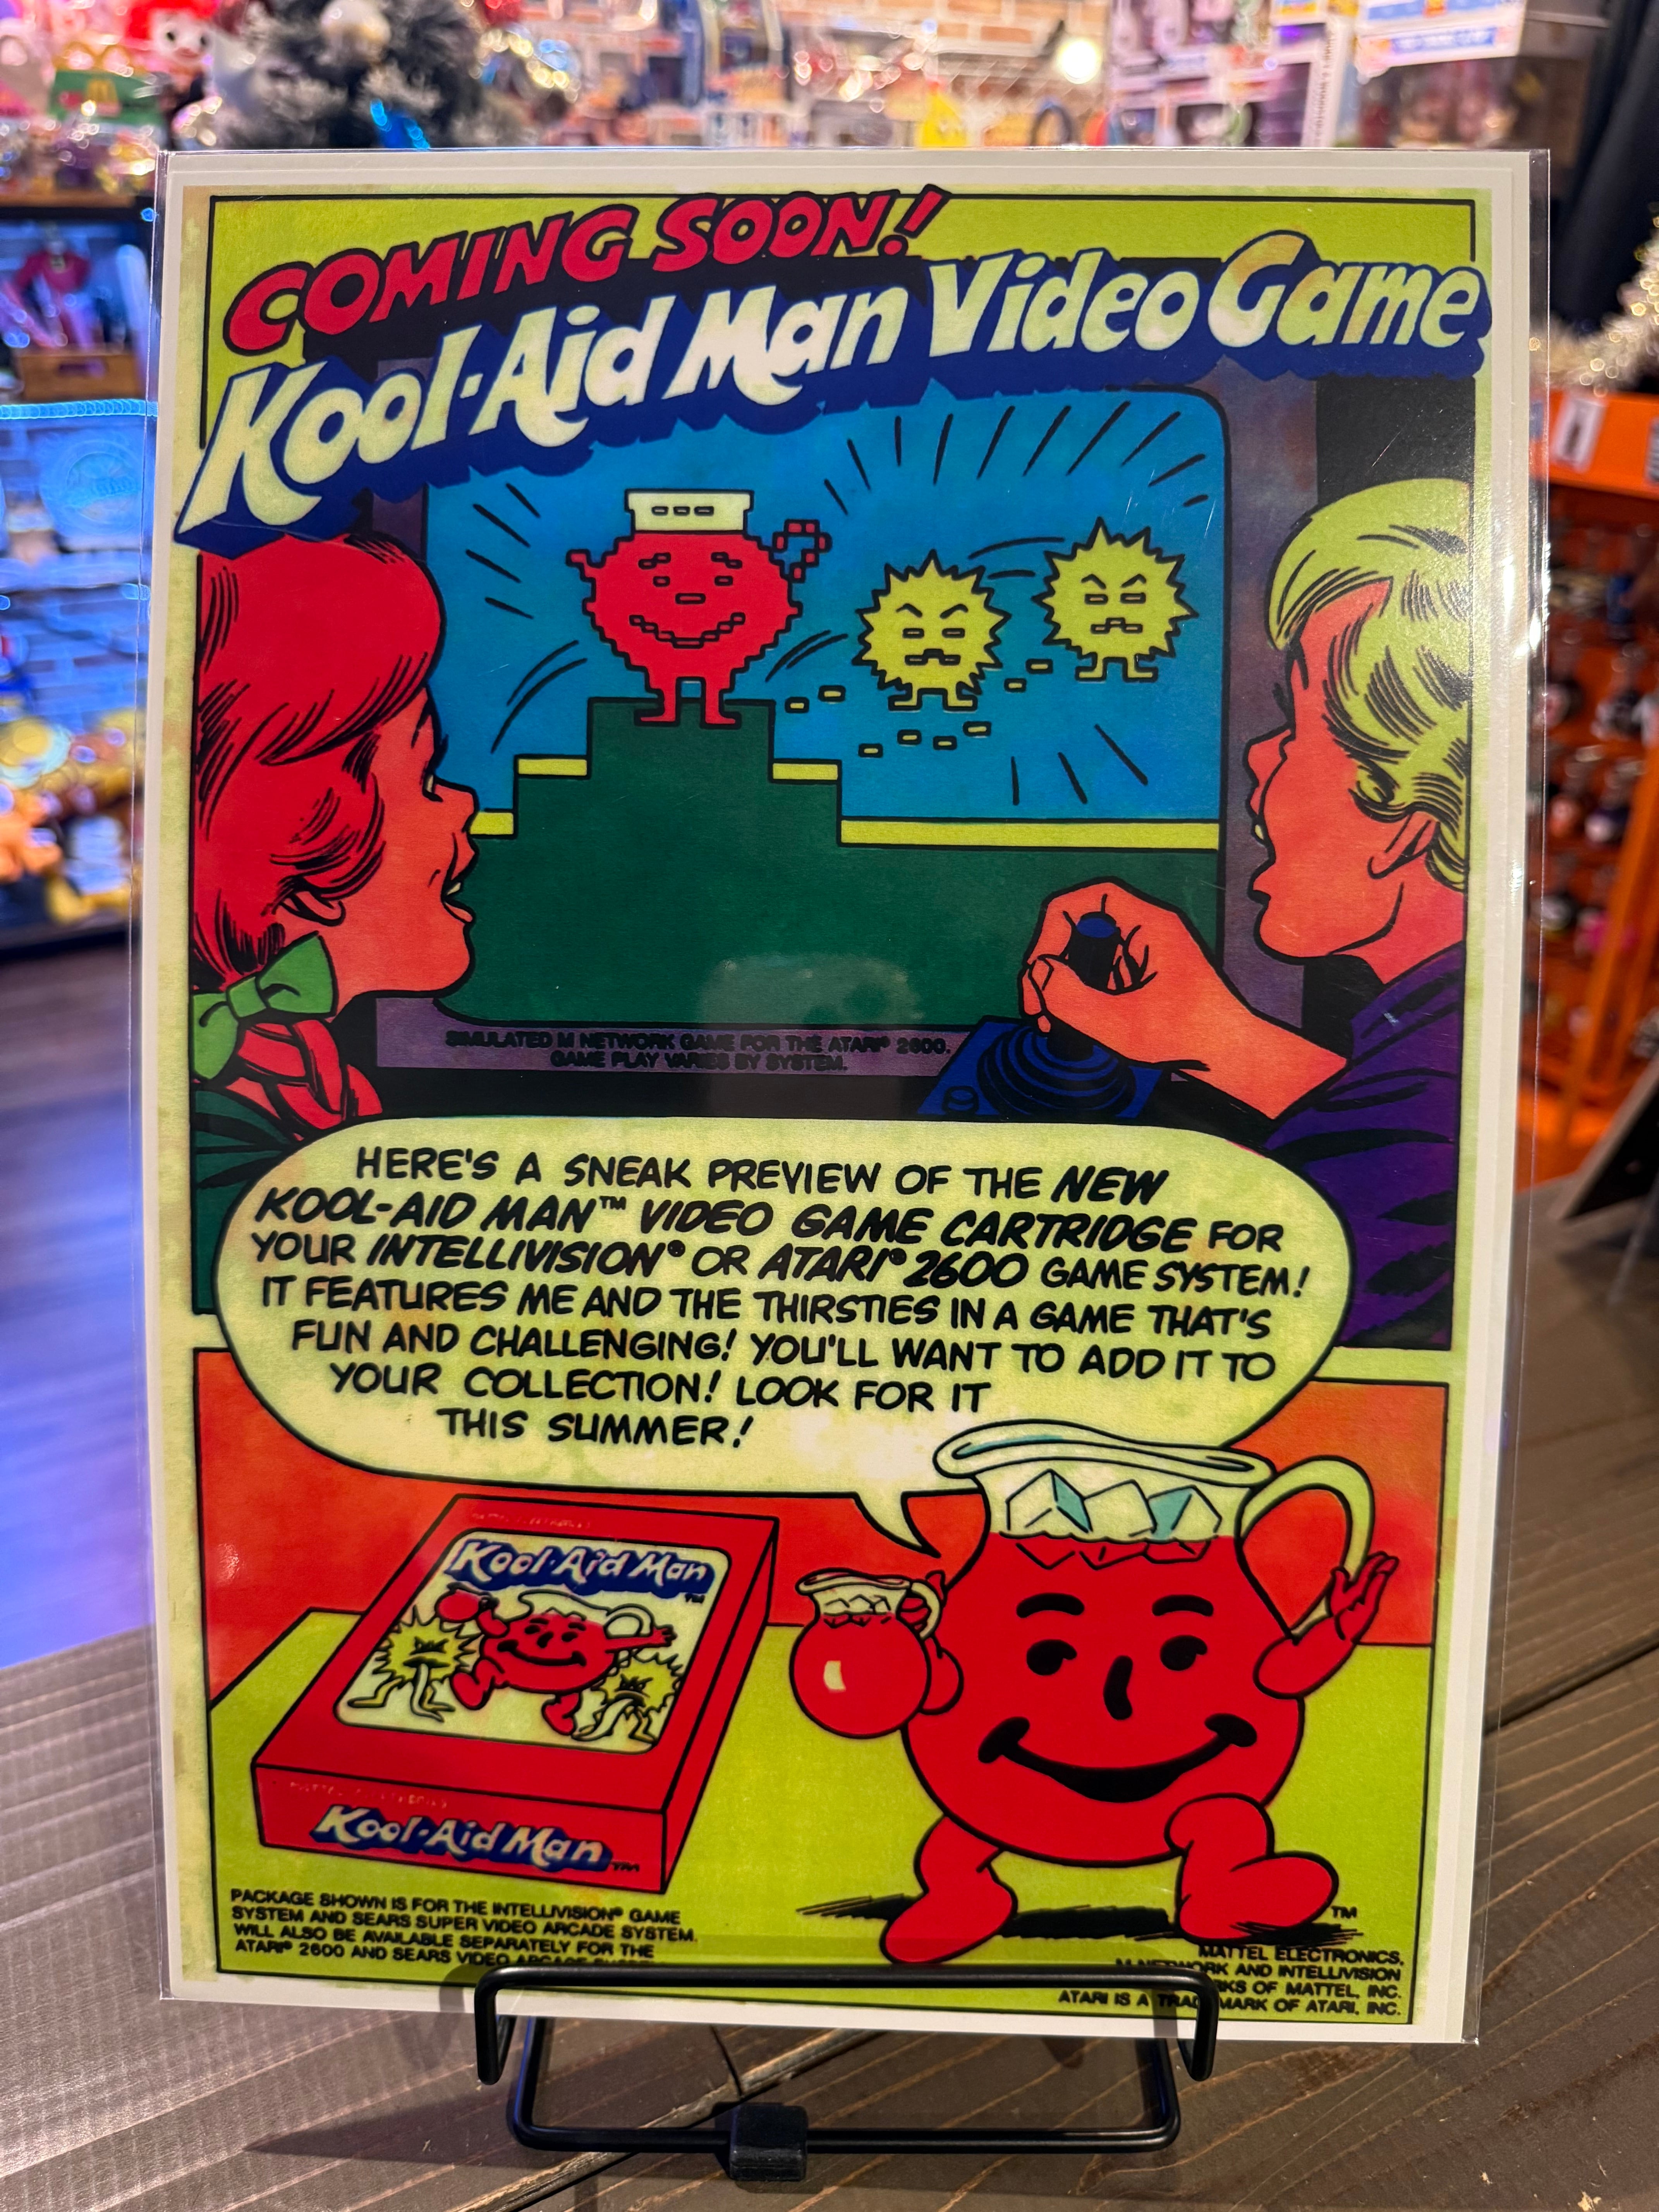 COMING SOON!
Kool-Aid Man Video Game
SIMULATED M NETWORK GAME FOR THE ATARI® 2600.
GAME PLAY VARIES BY SYSTEM.
HERE'S A SNEAK PREVIEW OF THE NEW
KOOL-AID MAN™ VIDEO GAME CARTRIDGE FOR
YOUR INTELLIVISION® OR ATARI® 2600 GAME SYSTEM!
IT FEATURES ME AND THE THIRSTIES IN A GAME THAT'S
FUN AND CHALLENGING! YOU'LL WANT TO ADD IT TO
YOUR COLLECTION! LOOK FOR IT
THIS SUMMER!
Kool-Aid Man
TM
Kool-Aid Man TM
TM
PACKAGE SHOWN IS FOR THE INTELLIVISION® GAME
SYSTEM AND SEARS SUPER VIDEO ARCADE SYSTEM.
WILL ALSO BE AVAILABLE SEPARATELY FOR THE
ATARI® 2600 AND SEARS VIDEO ARCADE
MATTEL ELECTRONICS,
AND INTELLIVISION
OF MATTEL, INC.
ATARI IS A TRADEMARK OF ATARI, INC.